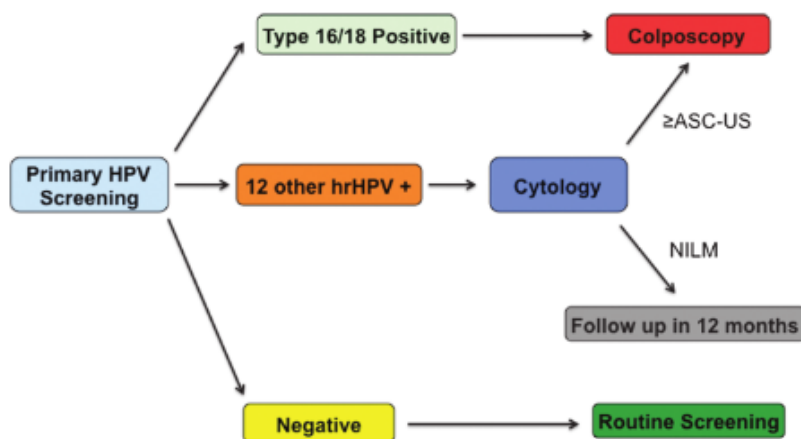 Type 16/18 Positive
Colposcopy
≥ASC-US
Primary HPV
Screening
12 other hrHPV +
Cytology
NILM
Follow up in 12 months
Negative
Routine Screening